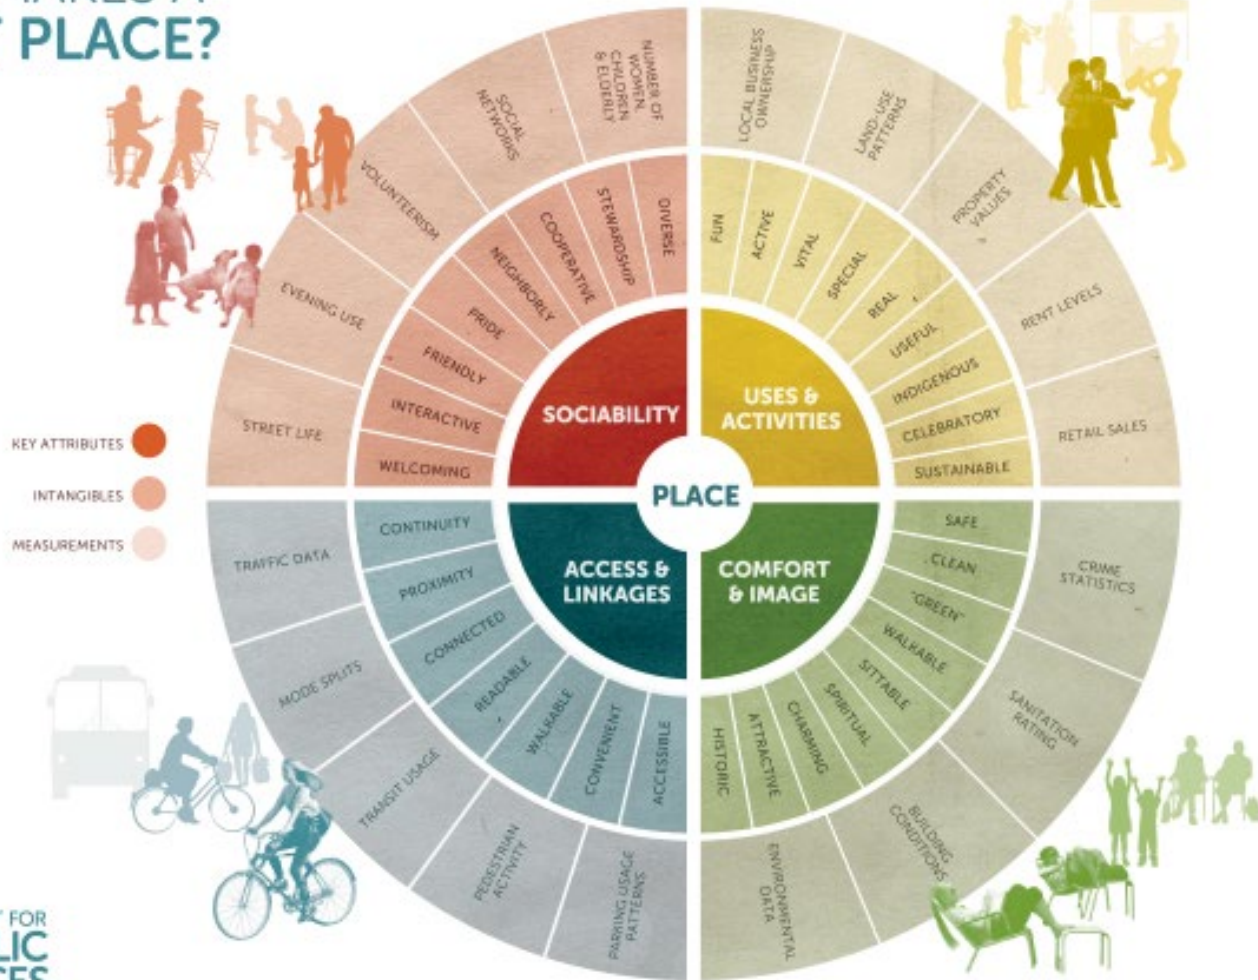 PLACE?
NUMBER OF
WOMEN,
CHILDREN
& ELDERLY
SOCIAL
NETWORKS
VOLUNTEERISM
EVENING USE
STREET LIFE
LOCAL BUSINESS
OWNERSHIP
LAND-USE
PATTERNS
PROPERTY
VALUES
RENT LEVELS
RETAIL SALES
DIVERSE
STEWARDSHIP
COOPERATIVE
NEIGHBORLY
PRIDE
FRIENDLY
INTERACTIVE
WELCOMING
FUN
ACTIVE
VITAL
SPECIAL
REAL
USEFUL
INDIGENOUS
CELEBRATORY
SUSTAINABLE
SOCIABILITY
USES &
ACTIVITIES
PLACE
ACCESS &
LINKAGES
COMFORT
& IMAGE
KEY ATTRIBUTES
INTANGIBLES
MEASUREMENTS
CONTINUITY
PROXIMITY
CONNECTED
READABLE
WALKABLE
CONVENIENT
ACCESSIBLE
SAFE
CLEAN
"GREEN"
WALKABLE
SITTABLE
SPIRITUAL
CHARMING
ATTRACTIVE
HISTORIC
TRAFFIC DATA
MODE SPLITS
TRANSIT USAGE
PEDESTRIAN
ACTIVITY
PARKING USAGE
PATTERNS
CRIME
STATISTICS
SANITATION
RATING
BUILDING
CONDITIONS
ENVIRONMENTAL
DATA
FOR
LIC